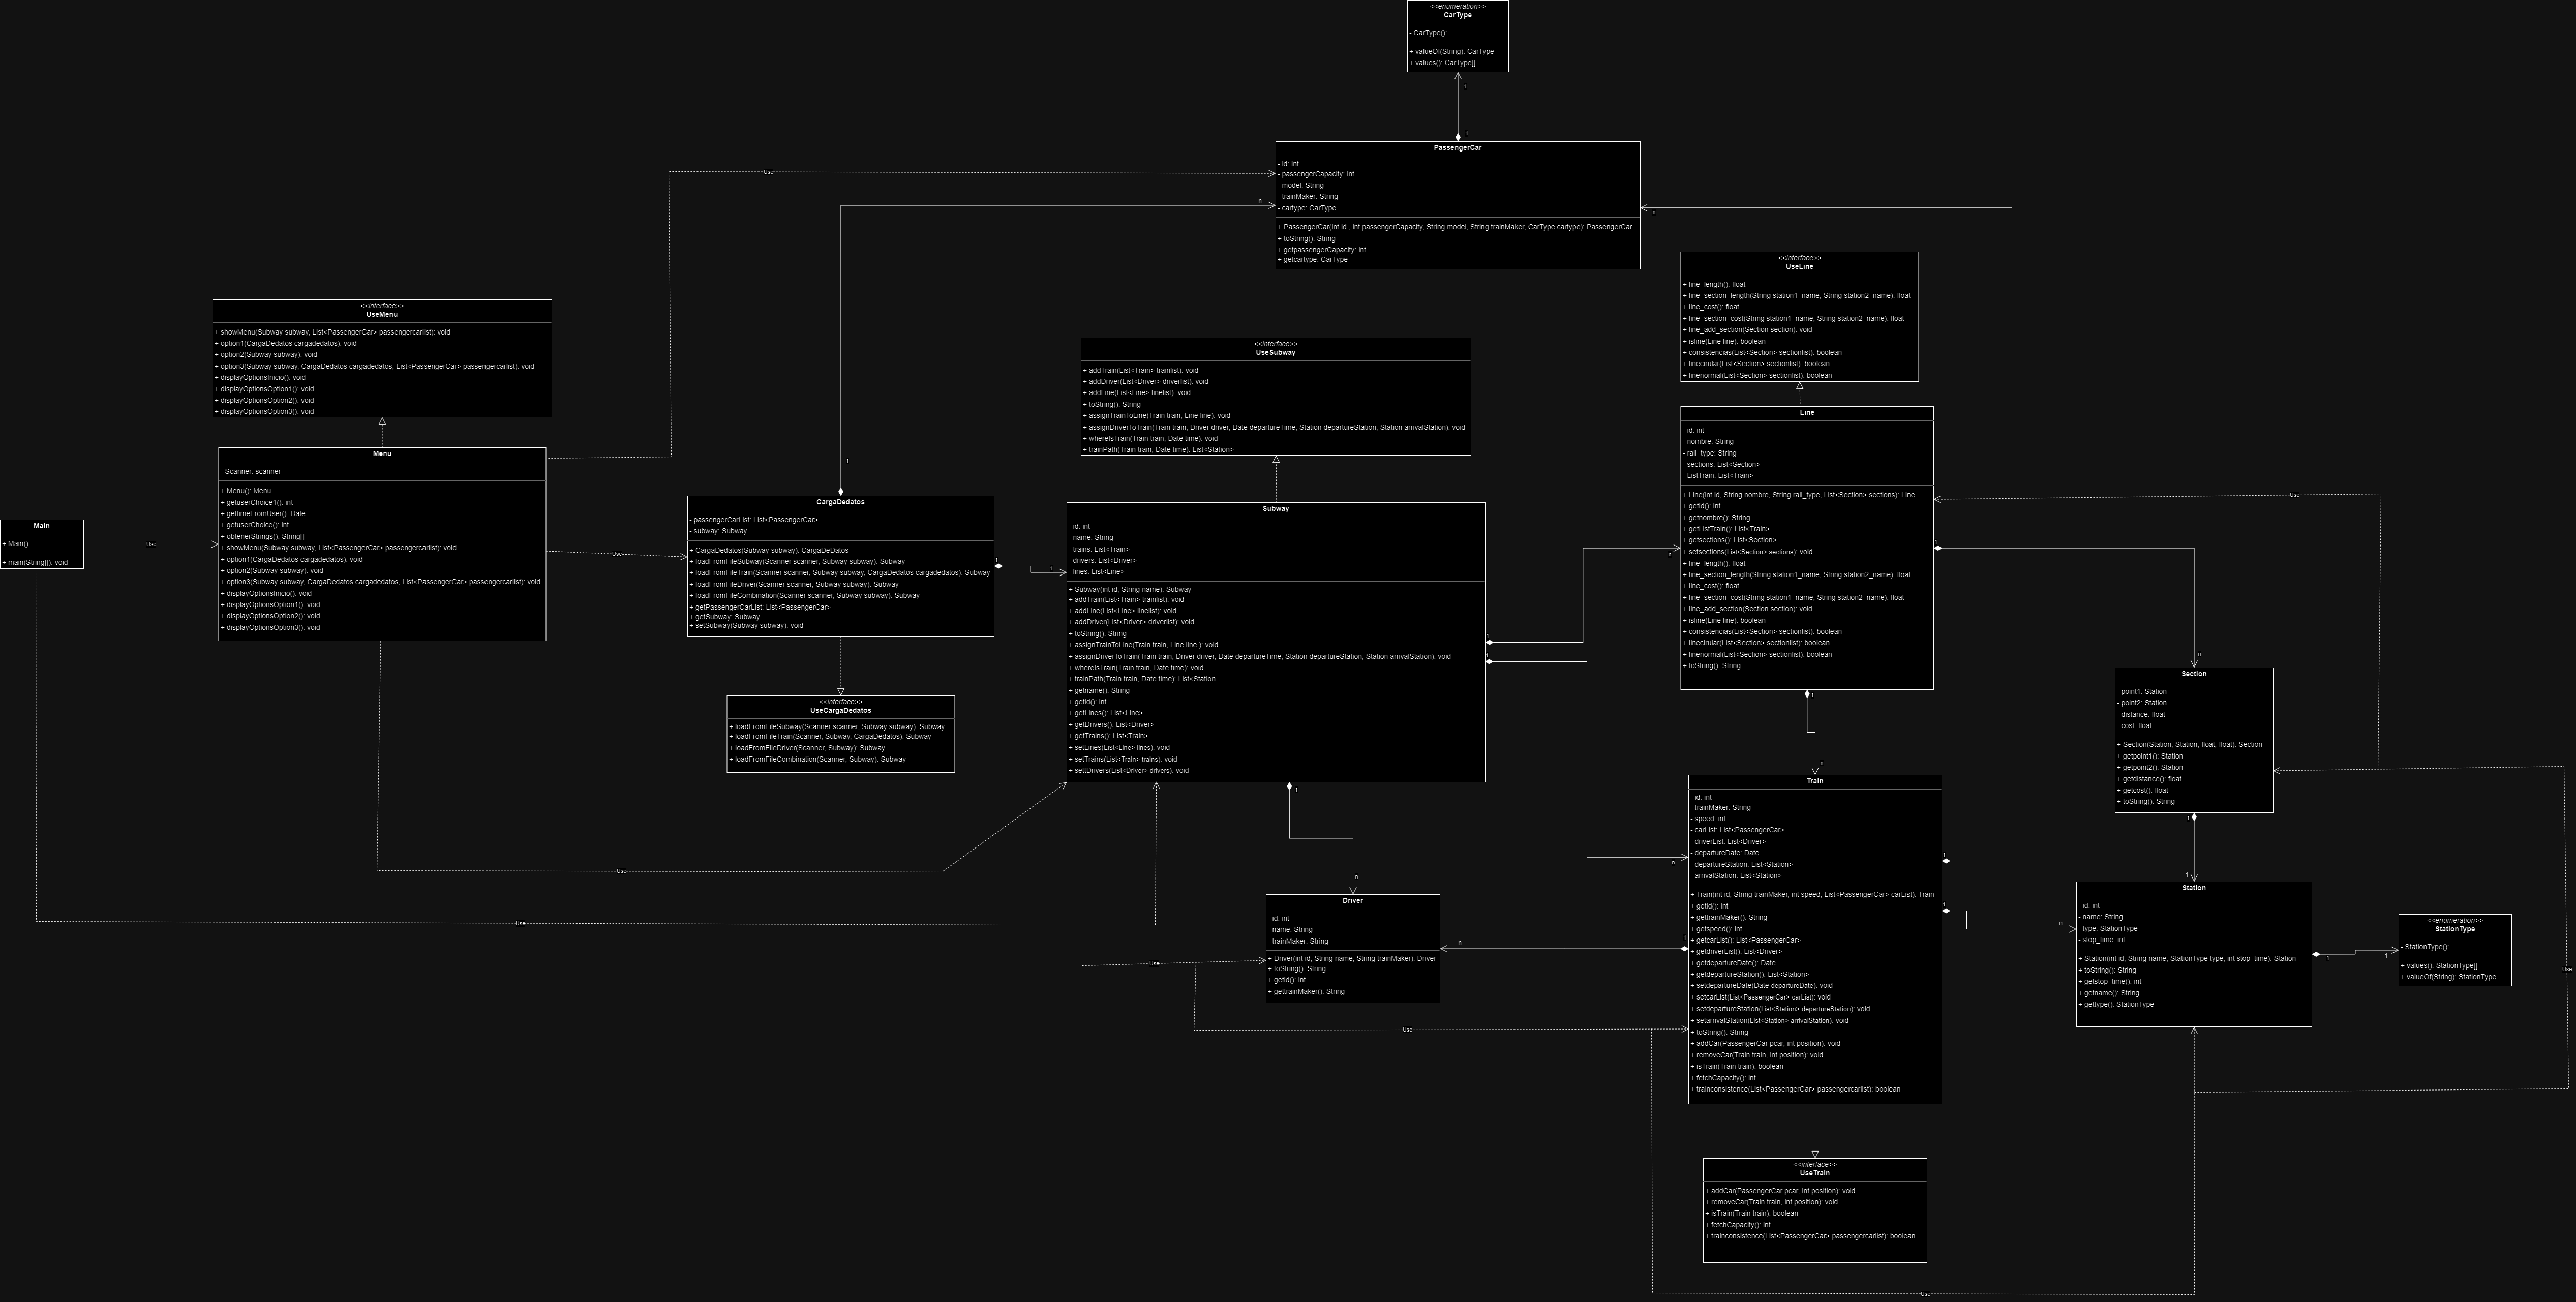 <<enumeration>>
CarType
- CarType():
+ valueOf(String): CarType
+ values(): CarType[]
1
1
PassengerCar
- id: int
- passengerCapacity: int
- model: String
- trainMaker: String
- cartype: CarType
+ PassengerCar(int id , int passengerCapacity, String model, String trainMaker, CarType cartype): PassengerCar
+ toString(): String
+ getpassengerCapacity: int
+ getcartype: CarType
Use
n
n
<<interface>>
UseLine
+ line_length(): float
+ line_section_length(String station1_name, String station2_name): float
+ line_cost(): float
+ line_section_cost(String station1_name, String station2_name): float
+ line_add_section(Section section): void
+ isline(Line line): boolean
+ consistencias(List<Section> sectionlist): boolean
+ linecirular(List<Section> sectionlist): boolean
+ linenormal(List<Section> sectionlist): boolean
<<interface>>
UseMenu
+ showMenu(Subway subway, List<PassengerCar> passengercarlist): void
+ option1(CargaDedatos cargadedatos): void
+ option2(Subway subway): void
+ option3(Subway subway, CargaDedatos cargadedatos, List<PassengerCar> passengercarlist): void
+ displayOptionsInicio(): void
+ displayOptionsOption1(): void
+ displayOptionsOption2(): void
+ displayOptionsOption3(): void
<<interface>>
UseSubway
+ addTrain(List<Train> trainlist): void
+ addDriver(List<Driver> driverlist): void
+ addLine(List<Line> linelist): void
+ toString(): String
+ assignTrainToLine(Train train, Line line): void
+ assignDriverToTrain(Train train, Driver driver, Date departureTime, Station departureStation, Station arrivalStation): void
+ whereIsTrain(Train train, Date time): void
+ trainPath(Train train, Date time): List<Station>
Main
+ Main():
+ main(String[]): void
Use
Menu
- Scanner: scanner
+ Menu(): Menu
+ getuserChoice1(): int
+ gettimeFromUser(): Date
+ getuserChoice(): int
+ obtenerStrings(): String[]
+ showMenu(Subway subway, List<PassengerCar> passengercarlist): void
+ option1(CargaDedatos cargadedatos): void
+ option2(Subway subway): void
+ option3(Subway subway, CargaDedatos cargadedatos, List<PassengerCar> passengercarlist): void
+ displayOptionsInicio(): void
+ displayOptionsOption1(): void
+ displayOptionsOption2(): void
+ displayOptionsOption3(): void
Use
1
CargaDedatos
- passengerCarList: List<PassengerCar>
- subway: Subway
+ CargaDedatos(Subway subway): CargaDeDatos
+ loadFromFileSubway(Scanner scanner, Subway subway): Subway
+ loadFromFileTrain(Scanner scanner, Subway subway, CargaDedatos cargadedatos): Subway
+ loadFromFileDriver(Scanner scanner, Subway subway): Subway
+ loadFromFileCombination(Scanner scanner, Subway subway): Subway
+ getPassengerCarList: List<PassengerCar>
+ getSubway: Subway
+ setSubway(Subway subway): void
1
1
<<interface>>
UseCargaDedatos
+ loadFromFileSubway(Scanner scanner, Subway subway): Subway
+ loadFromFileTrain(Scanner, Subway, CargaDedatos): Subway
+ loadFromFileDriver(Scanner, Subway): Subway
+ loadFromFileCombination(Scanner, Subway): Subway
Subway
- id: int
- name: String
- trains: List<Train>
- drivers: List<Driver>
- lines: List<Line>
+ Subway(int id, String name): Subway
+ addTrain(List<Train> trainlist): void
+ addLine(List<Line> linelist): void
+ addDriver(List<Driver> driverlist): void
+ toString(): String
+ assignTrainToLine(Train train, Line line ): void
+ assignDriverToTrain(Train train, Driver driver, Date departureTime, Station departureStation, Station arrivalStation): void
+ whereIsTrain(Train train, Date time): void
+ trainPath(Train train, Date time): List<Station
+ getname(): String
+ getid(): int
+ getLines(): List<Line>
+ getDrivers(): List<Driver>
+ getTrains(): List<Train>
+ setLines(List<Line> lines): void
+ setTrains(List<Train> trains): void
+ settDrivers(List<Driver> drivers): void
1
n
1
n
1
n
Line
- id: int
- nombre: String
- rail_type: String
- sections: List<Section>
- ListTrain: List<Train>
+ Line(int id, String nombre, String rail_type, List<Section> sections): Line
+ getid(): int
+ getnombre(): String
+ getListTrain(): List<Train>
+ getsections(): List<Section>
+ setsections(List<Section> sections): void
+ line_length(): float
+ line_section_length(String station1_name, String station2_name): float
+ line_cost(): float
+ line_section_cost(String station1_name, String station2_name): float
+ line_add_section(Section section): void
+ isline(Line line): boolean
+ consistencias(List<Section> sectionlist): boolean
+ linecirular(List<Section> sectionlist): boolean
+ linenormal(List<Section> sectionlist): boolean
+ toString(): String
Use
1
n
1
n
Section
- point1: Station
- point2: Station
- distance: float
- cost: float
+ Section(Station, Station, float, float): Section
+ getpoint1(): Station
+ getpoint2(): Station
+ getdistance(): float
+ getcost(): float
+ toString(): String
1
1
Train
- id: int
- trainMaker: String
- speed: int
- carList: List<PassengerCar>
- driverList: List<Driver>
- departureDate: Date
- departureStation: List<Station>
- arrivalStation: List<Station>
+ Train(int id, String trainMaker, int speed, List<PassengerCar> carList): Train
+ getid(): int
+ gettrainMaker(): String
+ getspeed(): int
+ getcarList(): List<PassengerCar>
+ getdriverList(): List<Driver>
+ getdepartureDate(): Date
+ getdepartureStation(): List<Station>
+ setdepartureDate(Date departureDate): void
+ setcarList(List<PassengerCar> carList): void
+ setdepartureStation(List<Station> departureStation): void
+ setarrivalStation(List<Station> arrivalStation): void
+ toString(): String
+ addCar(PassengerCar pcar, int position): void
+ removeCar(Train train, int position): void
+ isTrain(Train train): boolean
+ fetchCapacity(): int
+ trainconsistence(List<PassengerCar> passengercarlist): boolean
1
1
n
1
n
Use
Use
Driver
- id: int
- name: String
- trainMaker: String
+ Driver(int id, String name, String trainMaker): Driver
+ toString(): String
+ getid(): int
+ gettrainMaker(): String
Use
Use
Station
- id: int
- name: String
- type: StationType
- stop_time: int
+ Station(int id, String name, StationType type, int stop_time): Station
+ toString(): String
+ getstop_time(): int
+ getname(): String
+ gettype(): StationType
1
1
<<enumeration>>
StationType
- StationType():
+ values(): StationType[]
+ valueOf(String): StationType
Use
<<interface>>
UseTrain
+ addCar(PassengerCar pcar, int position): void
+ removeCar(Train train, int position): void
+ isTrain(Train train): boolean
+ fetchCapacity(): int
+ trainconsistence(List<PassengerCar> passengercarlist): boolean
Use